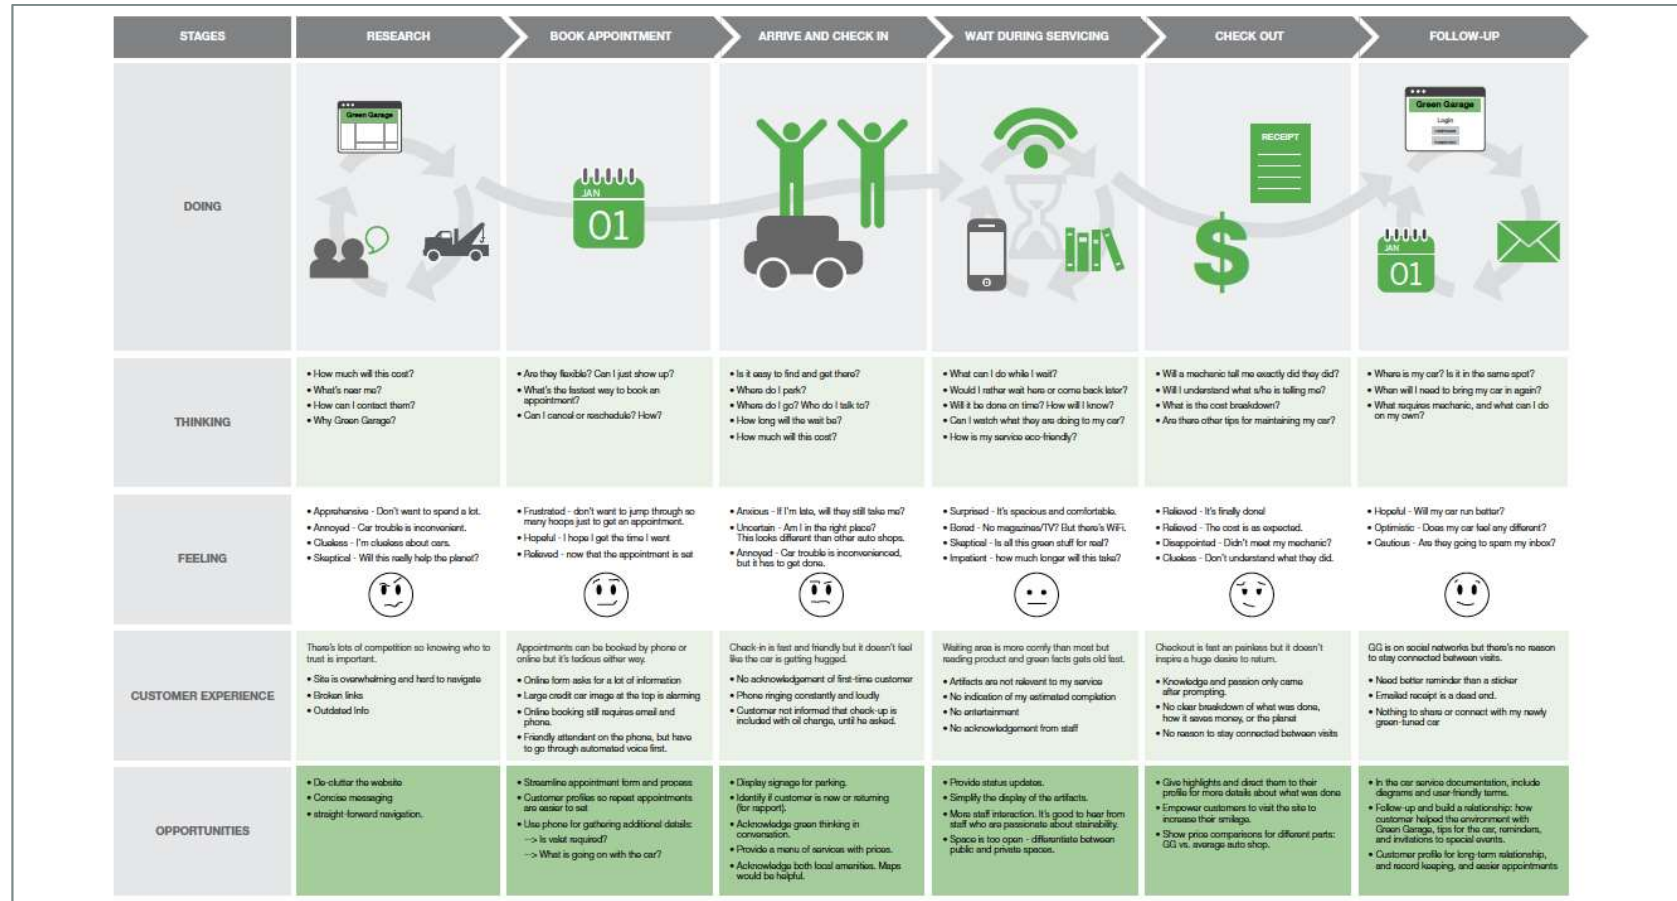 STAGES
RESEARCH
BOOK APPOINTMENT
ARRIVE AND CHECK IN
WAIT DURING SERVICING
CHECK OUT
FOLLOW-UP
DOING
Green Garage
JAN
01
RECEIPT
$
Green Garage
Login
JAN
01
THINKING
• How much will this cost?
• What's near me?
• How can I contact them?
• Why Green Garage?
• Are they flexible? Can I just show up?
• What's the fastest way to book an
appointment?
• Can I cancel or reschedule? How?
• Is it easy to find and get there?
• Where do I park?
• Where do I go? Who do I talk to?
• How long will the wait be?
• How much will this cost?
• What can I do while I wait?
• Would I rather wait here or come back later?
• Will it be done on time? How will I know?
• Can I watch what they are doing to my car?
• How is my service eco-friendly?
• Will a mechanic tell me exactly did they did?
• Will I understand what s/he is telling me?
• What is the cost breakdown?
• Are there other tips for maintaining my car?
• Where is my car? Is it in the same spot?
• When will I need to bring my car in again?
• What requires mechanic, and what can I do
on my own?
FEELING
• Apprehensive - Don't want to spend a lot.
• Annoyed - Car trouble is inconvenient.
• Clueless - I'm clueless about cars.
• Skeptical - Will this really help the planet?
• Frustrated - don't want to jump through so
many hoops just to get an appointment.
• Hopeful - I hope I get the time I want
• Relieved - now that the appointment is set
• Anxious - If I'm late, will they still take me?
• Uncertain - Am I in the right place?
This looks different than other auto shops.
• Annoyed - Car trouble is inconvenienced,
but it has to get done.
• Surprised - It's spacious and comfortable.
• Bored - No magazines/TV? But there's WiFi.
• Skeptical - Is all this green stuff for real?
• Impatient - how much longer will this take?
• Relieved - It's finally done!
• Relieved - The cost is as expected.
• Disappointed - Didn't meet my mechanic?
• Clueless - Don't understand what they did.
• Hopeful - Will my car run better?
• Optimistic - Does my car feel any different?
• Cautious - Are they going to spam my inbox?
CUSTOMER EXPERIENCE
There's lots of competition so knowing who to
trust is important.
• Site is overwhelming and hard to navigate
• Broken links
• Outdated Info
Appointments can be booked by phone or
online but it's tedious either way.
• Online form asks for a lot of information
• Large credit car image at the top is alarming
• Online booking still requires email and
phone.
• Friendly attendant on the phone, but have
to go through automated voice first.
Check-in is fast and friendly but it doesn't feel
like the car is getting hugged.
• No acknowledgement of first-time customer
• Phone ringing constantly and loudly
• Customer not informed that check-up is
included with oil change, until he asked.
Waiting area is more comfy than most but
reading product and green facts gets old fast.
• Artifacts are not relevant to my service
• No indication of my estimated completion
• No entertainment
• No acknowledgement from staff
Checkout is fast an painless but it doesn't
inspire a huge desire to return.
• Knowledge and passion only came
after prompting.
• No clear breakdown of what was done,
how it saves money, or the planet
• No reason to stay connected between visits
GG is on social networks but there's no reason
to stay connected between visits.
• Need better reminder than a sticker
• Emailed receipt is a dead end.
• Nothing to share or connect with my newly
green-tuned car
OPPORTUNITIES
• De-clutter the website
• Concise messaging
• straight-forward navigation.
• Streamline appointment form and process
• Customer profiles so repeat appointments
are easier to set
• Use phone for gathering additional details:
--> Is valet required?
--> What is going on with the car?
• Display signage for parking.
• Identify if customer is new or returning
(for rapport).
• Acknowledge green thinking in
conversation.
• Provide a menu of services with prices.
• Acknowledge both local amenities. Maps
would be helpful.
• Provide status updates.
• Simplify the display of the artifacts.
• More staff interaction. It's good to hear from
staff who are passionate about stainability.
• Space is too open - differentiate between
public and private spaces.
• Give highlights and direct them to their
profile for more details about what was done
• Empower customers to visit the site to
increase their smilage.
• Show price comparisons for different parts:
GG vs. average auto shop.
• In the car service documentation, include
diagrams and user-friendly terms.
• Follow-up and build a relationship: how
customer helped the environment with
Green Garage, tips for the car, reminders,
and invitations to special events.
• Customer profile for long-term relationship,
and record keeping, and easier appointments